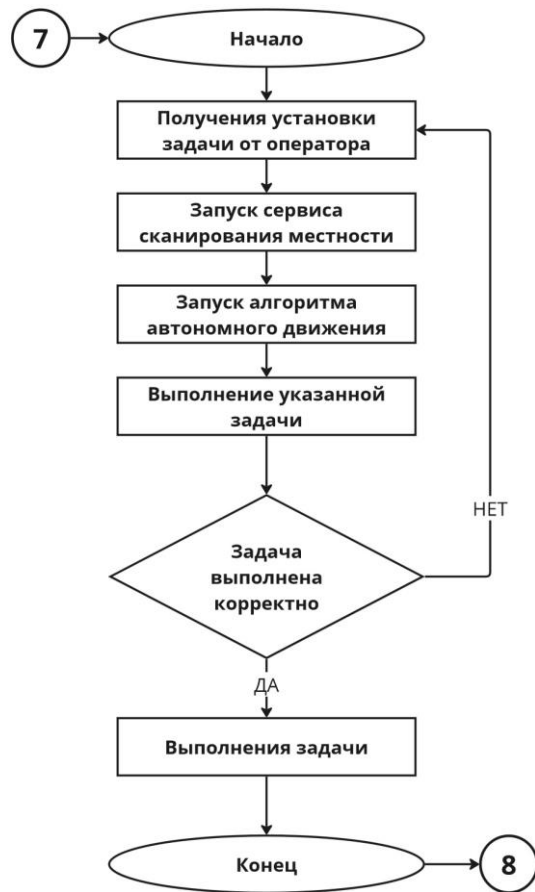 7
Начало
Получения установки
задачи от оператора
Запуск сервиса
сканирования местности
Запуск алгоритма
автономного движения
Выполнение указанной
задачи
НЕТ
Задача
выполнена
корректно
ДА
Выполнения задачи
Конец
8